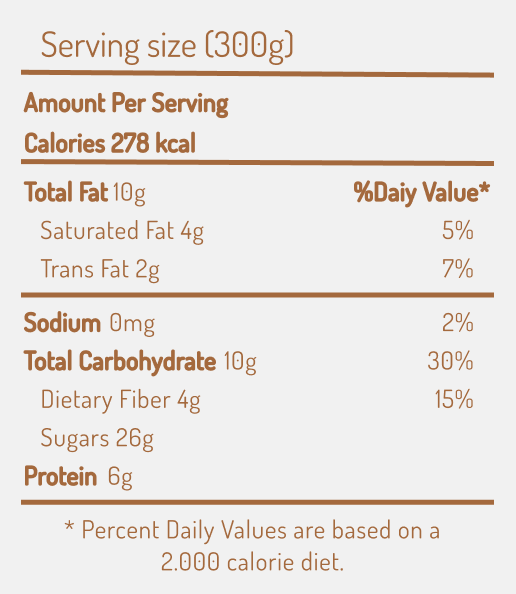 Serving size (300g)
Amount Per Serving
Calories 278 kcal
Total Fat 10g %Daiy Value*
Saturated Fat 4g 5%
Trans Fat 2g 7%
Sodium 0mg 2%
Total Carbohydrate 10g 30%
Dietary Fiber 4g 15%
Sugars 26g
Protein 6g
* Percent Daily Values are based on a
2.000 calorie diet.